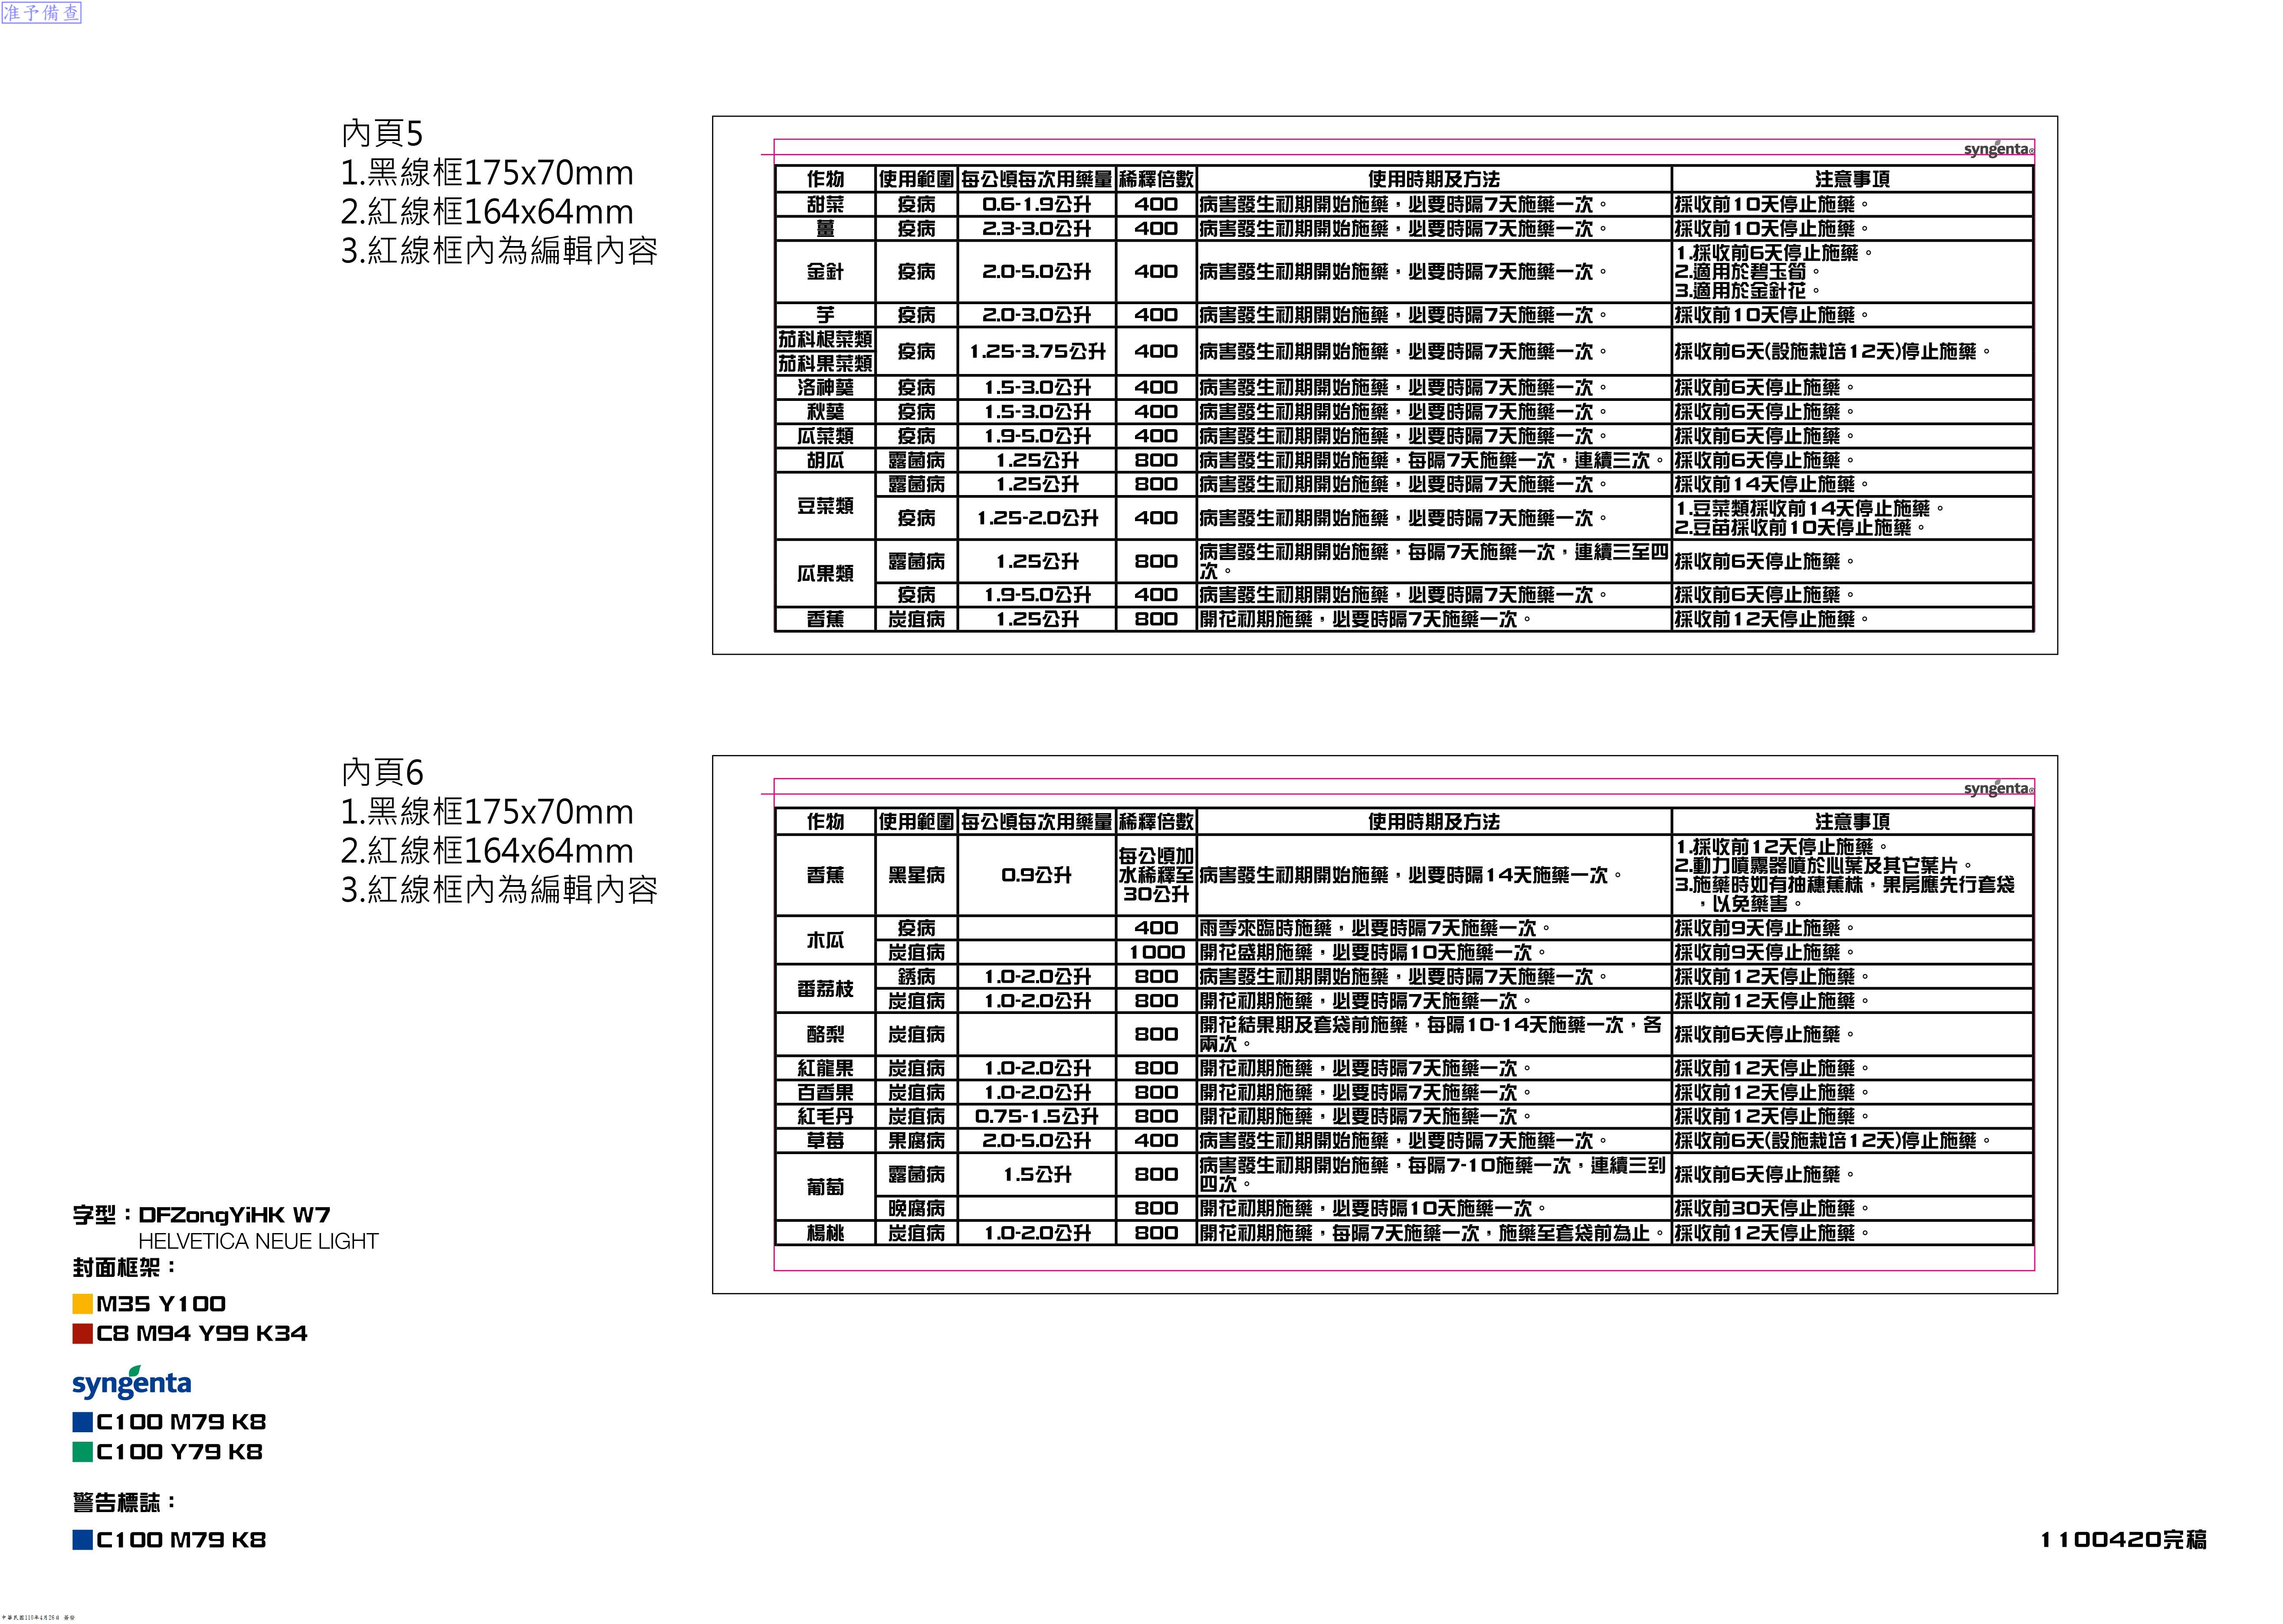 准予備查
內頁5
1.黑線框175x70mm
2.紅線框164x64mm
3.紅線框內為編輯內容
syngenta®
作物 使用範圍 每公頃每次用藥量 稀釋倍數 使用時期及方法 注意事項
甜菜 疫病 0.6-1.9公升 400 病害發生初期開始施藥，必要時隔7天施藥一次。 採收前10天停止施藥。
薑 疫病 2.3-3.0公升 400 病害發生初期開始施藥，必要時隔7天施藥一次。 採收前10天停止施藥。
金針 疫病 2.0-5.0公升 400 病害發生初期開始施藥，必要時隔7天施藥一次。 1.採收前6天停止施藥。
2.適用於碧玉筍。
3.適用於金針花。
芋 疫病 2.0-3.0公升 400 病害發生初期開始施藥，必要時隔7天施藥一次。 採收前10天停止施藥。
茄科根菜類
茄科果菜類 疫病 1.25-3.75公升 400 病害發生初期開始施藥，必要時隔7天施藥一次。 採收前6天(設施栽培12天)停止施藥。
洛神葵 疫病 1.5-3.0公升 400 病害發生初期開始施藥，必要時隔7天施藥一次。 採收前6天停止施藥。
秋葵 疫病 1.5-3.0公升 400 病害發生初期開始施藥，必要時隔7天施藥一次。 採收前6天停止施藥。
瓜菜類 疫病 1.9-5.0公升 400 病害發生初期開始施藥，必要時隔7天施藥一次。 採收前6天停止施藥。
胡瓜 露菌病 1.25公升 800 病害發生初期開始施藥，每隔7天施藥一次，連續三次。 採收前6天停止施藥。
豆菜類 露菌病 1.25公升 800 病害發生初期開始施藥，必要時隔7天施藥一次。 採收前14天停止施藥。
疫病 1.25-2.0公升 400 病害發生初期開始施藥，必要時隔7天施藥一次。 1.豆菜類採收前14天停止施藥。
2.豆苗採收前10天停止施藥。
瓜果類 露菌病 1.25公升 800 病害發生初期開始施藥，每隔7天施藥一次，連續三至四
次。 採收前6天停止施藥。
疫病 1.9-5.0公升 400 病害發生初期開始施藥，必要時隔7天施藥一次。 採收前6天停止施藥。
香蕉 炭疽病 1.25公升 800 開花初期施藥，必要時隔7天施藥一次。 採收前12天停止施藥。
內頁6
1.黑線框175x70mm
2.紅線框164x64mm
3.紅線框內為編輯內容
syngenta®
作物 使用範圍 每公頃每次用藥量 稀釋倍數 使用時期及方法 注意事項
香蕉 黑星病 0.9公升 每公頃加
水稀釋至
30公升 病害發生初期開始施藥，必要時隔14天施藥一次。 1.採收前12天停止施藥。
2.動力噴霧器噴於心葉及其它葉片。
3.施藥時如有抽穗蕉株，果房應先行套袋
，以免藥害。
木瓜 疫病 400 雨季來臨時施藥，必要時隔7天施藥一次。 採收前9天停止施藥。
炭疽病 1000 開花盛期施藥，必要時隔10天施藥一次。 採收前9天停止施藥。
番荔枝 銹病 1.0-2.0公升 800 病害發生初期開始施藥，必要時隔7天施藥一次。 採收前12天停止施藥。
炭疽病 1.0-2.0公升 800 開花初期施藥，必要時隔7天施藥一次。 採收前12天停止施藥。
酪梨 炭疽病 800 開花結果期及套袋前施藥，每隔10-14天施藥一次，各
兩次。 採收前6天停止施藥。
紅龍果 炭疽病 1.0-2.0公升 800 開花初期施藥，必要時隔7天施藥一次。 採收前12天停止施藥。
百香果 炭疽病 1.0-2.0公升 800 開花初期施藥，必要時隔7天施藥一次。 採收前12天停止施藥。
紅毛丹 炭疽病 0.75-1.5公升 800 開花初期施藥，必要時隔7天施藥一次。 採收前12天停止施藥。
草莓 果腐病 2.0-5.0公升 400 病害發生初期開始施藥，必要時隔7天施藥一次。 採收前6天(設施栽培12天)停止施藥。
葡萄 露菌病 1.5公升 800 病害發生初期開始施藥，每隔7-10施藥一次，連續三到
四次。 採收前6天停止施藥。
晚腐病 800 開花初期施藥，必要時隔10天施藥一次。 採收前30天停止施藥。
楊桃 炭疽病 1.0-2.0公升 800 開花初期施藥，每隔7天施藥一次，施藥至套袋前為止。 採收前12天停止施藥。
字型：DFZongYiHK W7
HELVETICA NEUE LIGHT
封面框架：
M35 Y100
C8 M94 Y99 K34
syngenta
C100 M79 K8
C100 Y79 K8
警告標誌：
C100 M79 K8
1100420完稿
中華民國110年4月26日